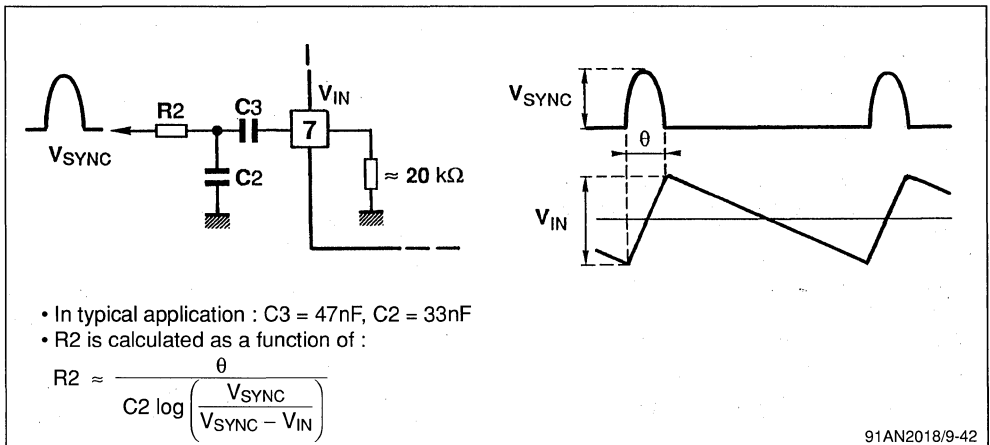 V_IN
R2
C3
7
V_SYNC
C2
≈ 20 kΩ
V_SYNC
θ
V_IN
• In typical application : C3 = 47nF, C2 = 33nF
• R2 is calculated as a function of :
R2 ≈ θ / C2 log (V_SYNC / V_SYNC – V_IN)
91AN2018/9-42